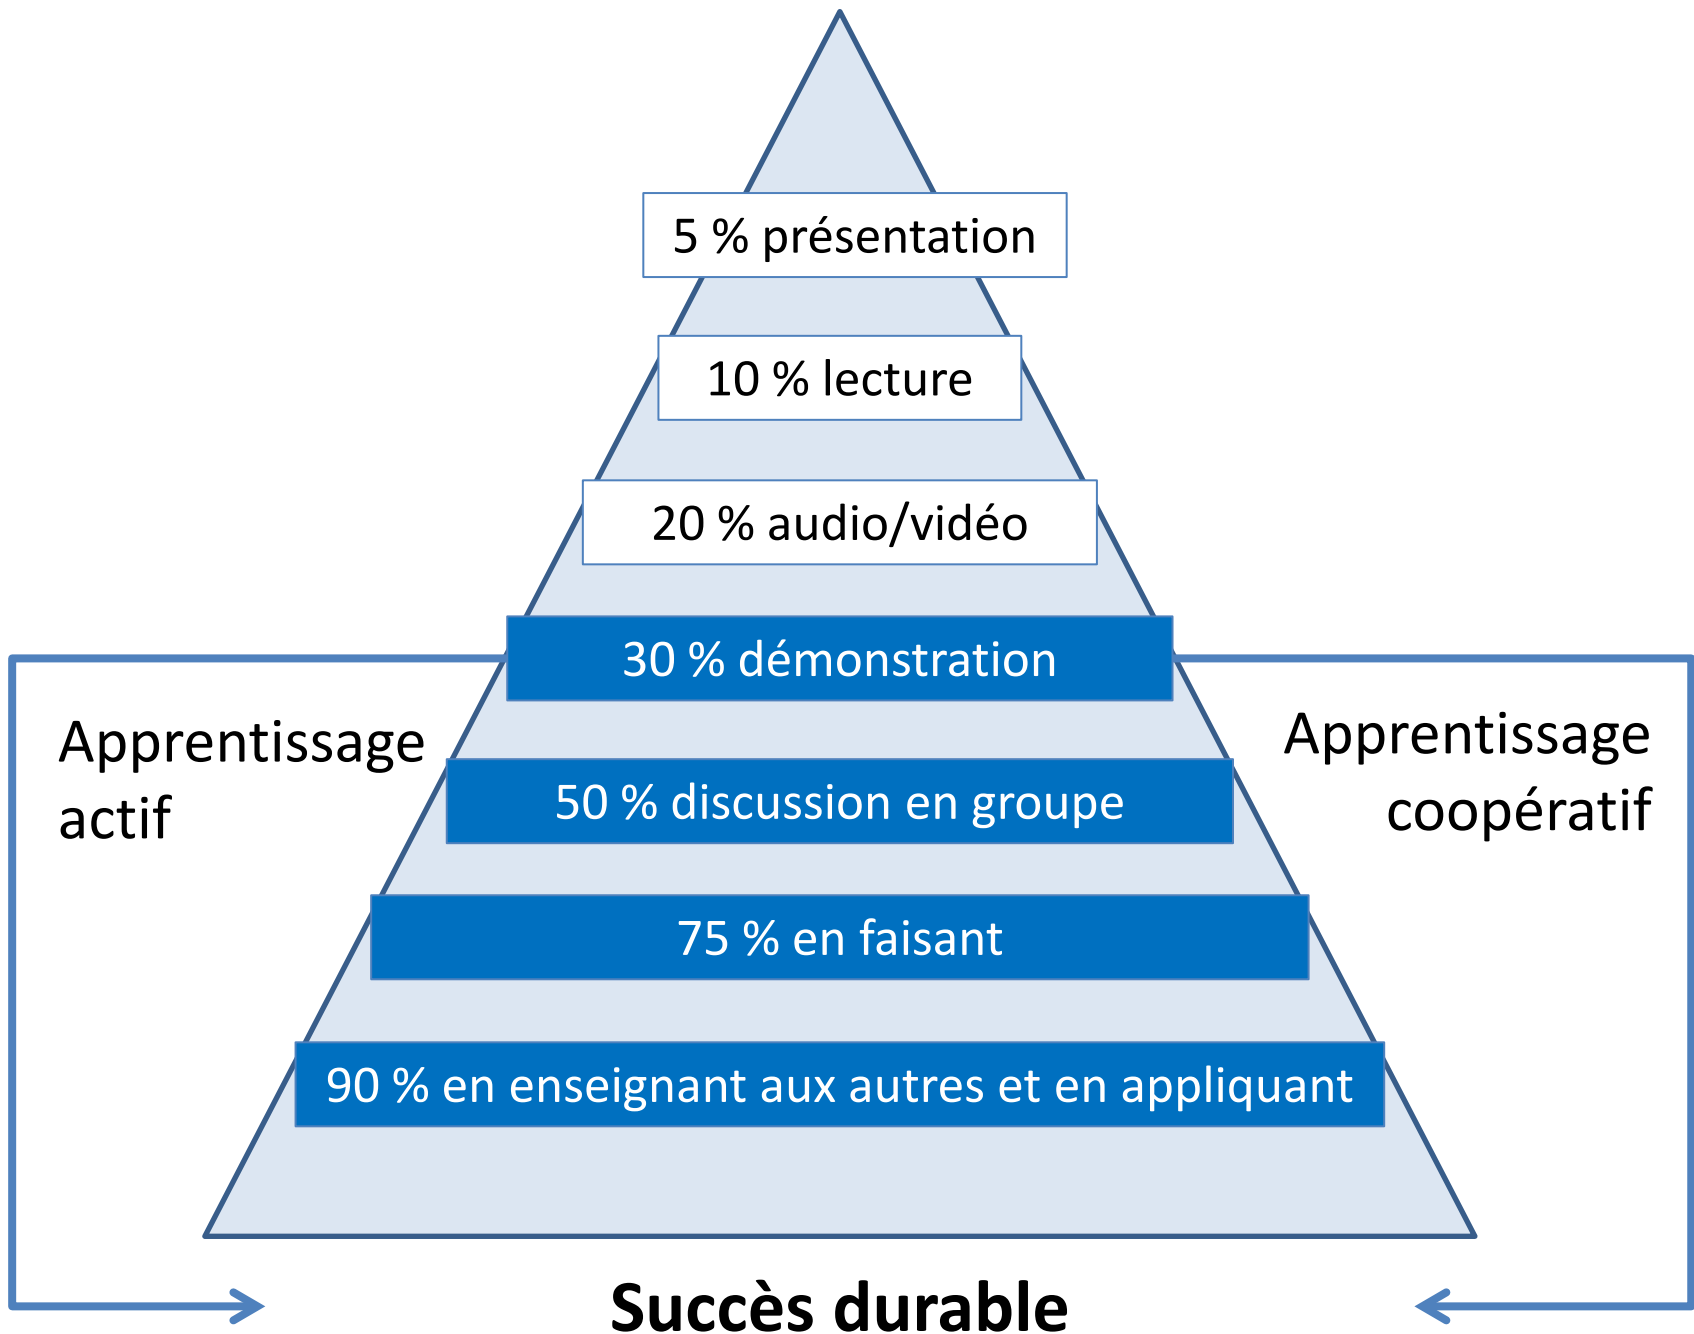 5 % présentation
10 % lecture
20 % audio/vidéo
30 % démonstration
Apprentissage
actif
Apprentissage
coopératif
50 % discussion en groupe
75 % en faisant
90 % en enseignant aux autres et en appliquant
Succès durable